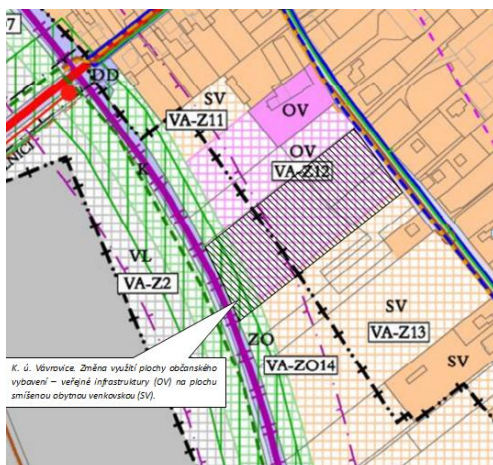 DD
SV
VA-Z11
OV
OV
VA-Z12
K
VL
VA-Z2
SV
VA-Z13
ZO
VA-ZO14
SV
K. ú. Vávrovice. Změna využití plochy občanského
vybavení – veřejné infrastruktury (OV) na plochu
smíšenou obytnou venkovskou (SV).